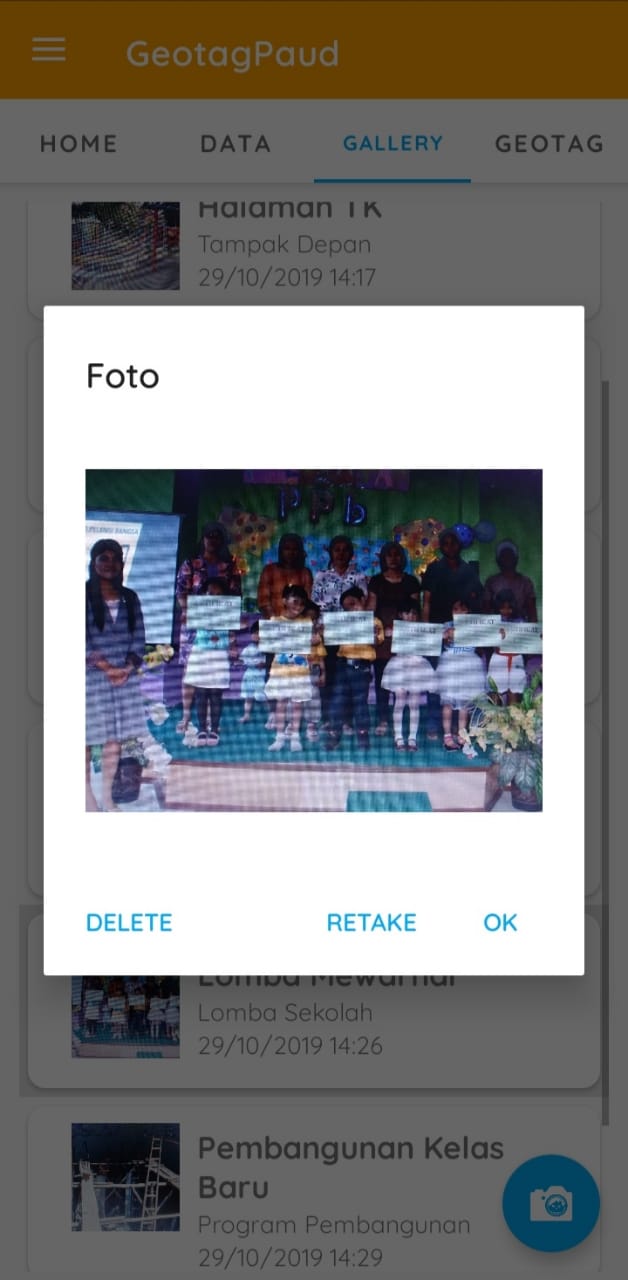 GeotagPaud
HOME DATA GALLERY GEOTAG
Halaman TK
Tampak Depan
29/10/2019 14:17
Foto
PPb
DELETE RETAKE OK
Lomba Mewarnai
Lomba Sekolah
29/10/2019 14:26
Pembangunan Kelas
Baru
Program Pembangunan
29/10/2019 14:29